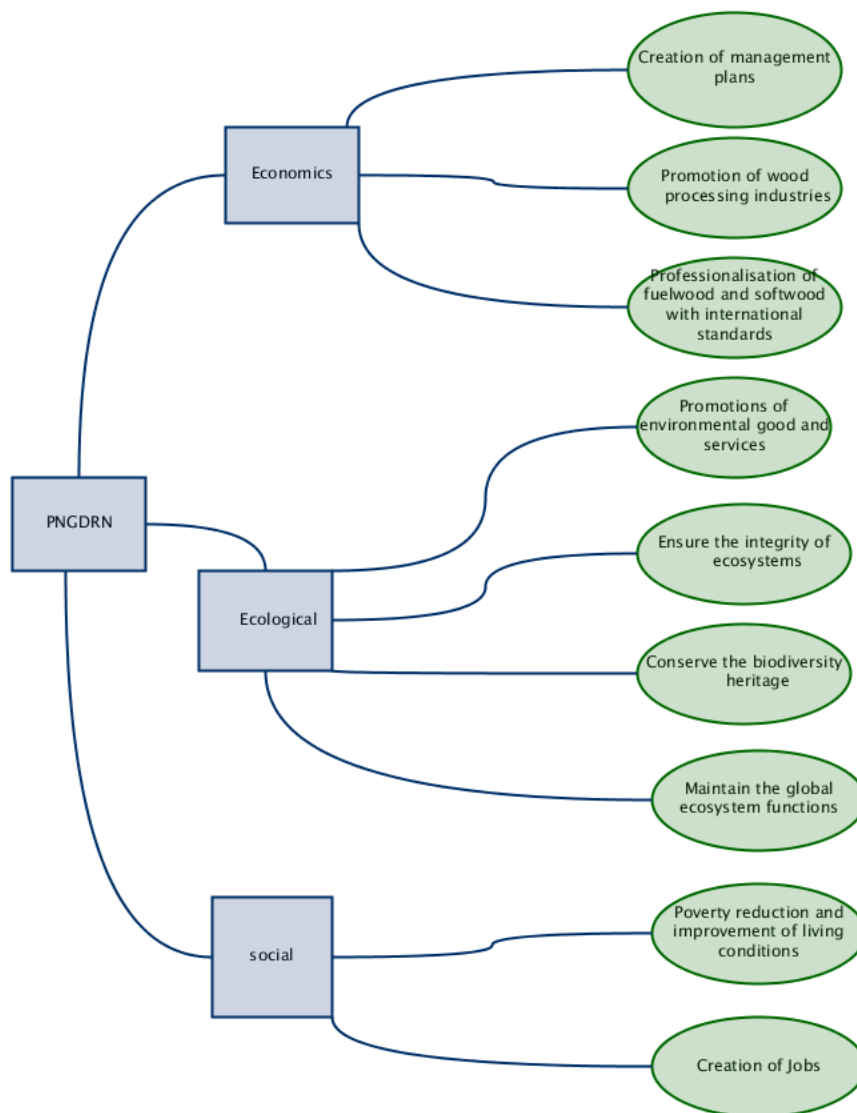 Creation of management
plans
Economics
Promotion of wood
processing industries
Professionalisation of
fuelwood and softwood
with international
standards
Promotions of
environmental good and
services
PNGDRN
Ensure the integrity of
ecosystems
Ecological
Conserve the biodiversity
heritage
Maintain the global
ecosystem functions
Poverty reduction and
improvement of living
conditions
social
Creation of Jobs